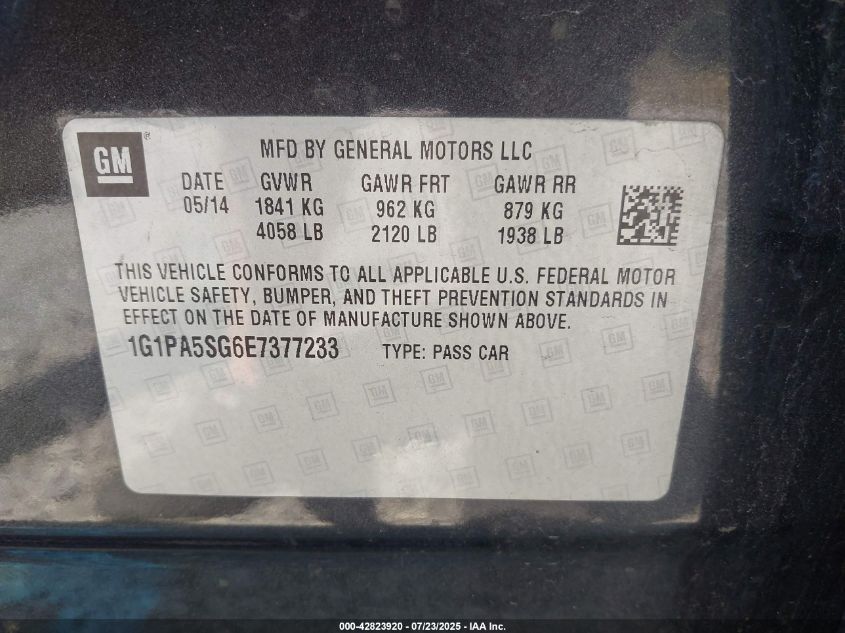 GM
MFD BY GENERAL MOTORS LLC
DATE GVWR GAWR FRT GAWR RR
05/14 1841 KG 962 KG 879 KG
4058 LB 2120 LB 1938 LB
THIS VEHICLE CONFORMS TO ALL APPLICABLE U.S. FEDERAL MOTOR
VEHICLE SAFETY, BUMPER, AND THEFT PREVENTION STANDARDS IN
EFFECT ON THE DATE OF MANUFACTURE SHOWN ABOVE.
1G1PA5SG6E7377233 TYPE: PASS CAR
000-42823920 - 07/23/2025 - IAA Inc.